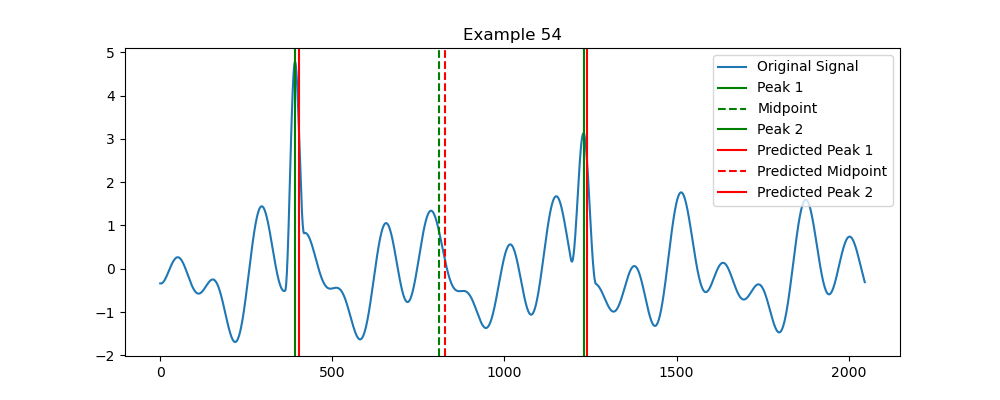 Example 54
5
4
3
2
1
0
−1
−2
0
500
1000
1500
2000
Original Signal
Peak 1
Midpoint
Peak 2
Predicted Peak 1
Predicted Midpoint
Predicted Peak 2